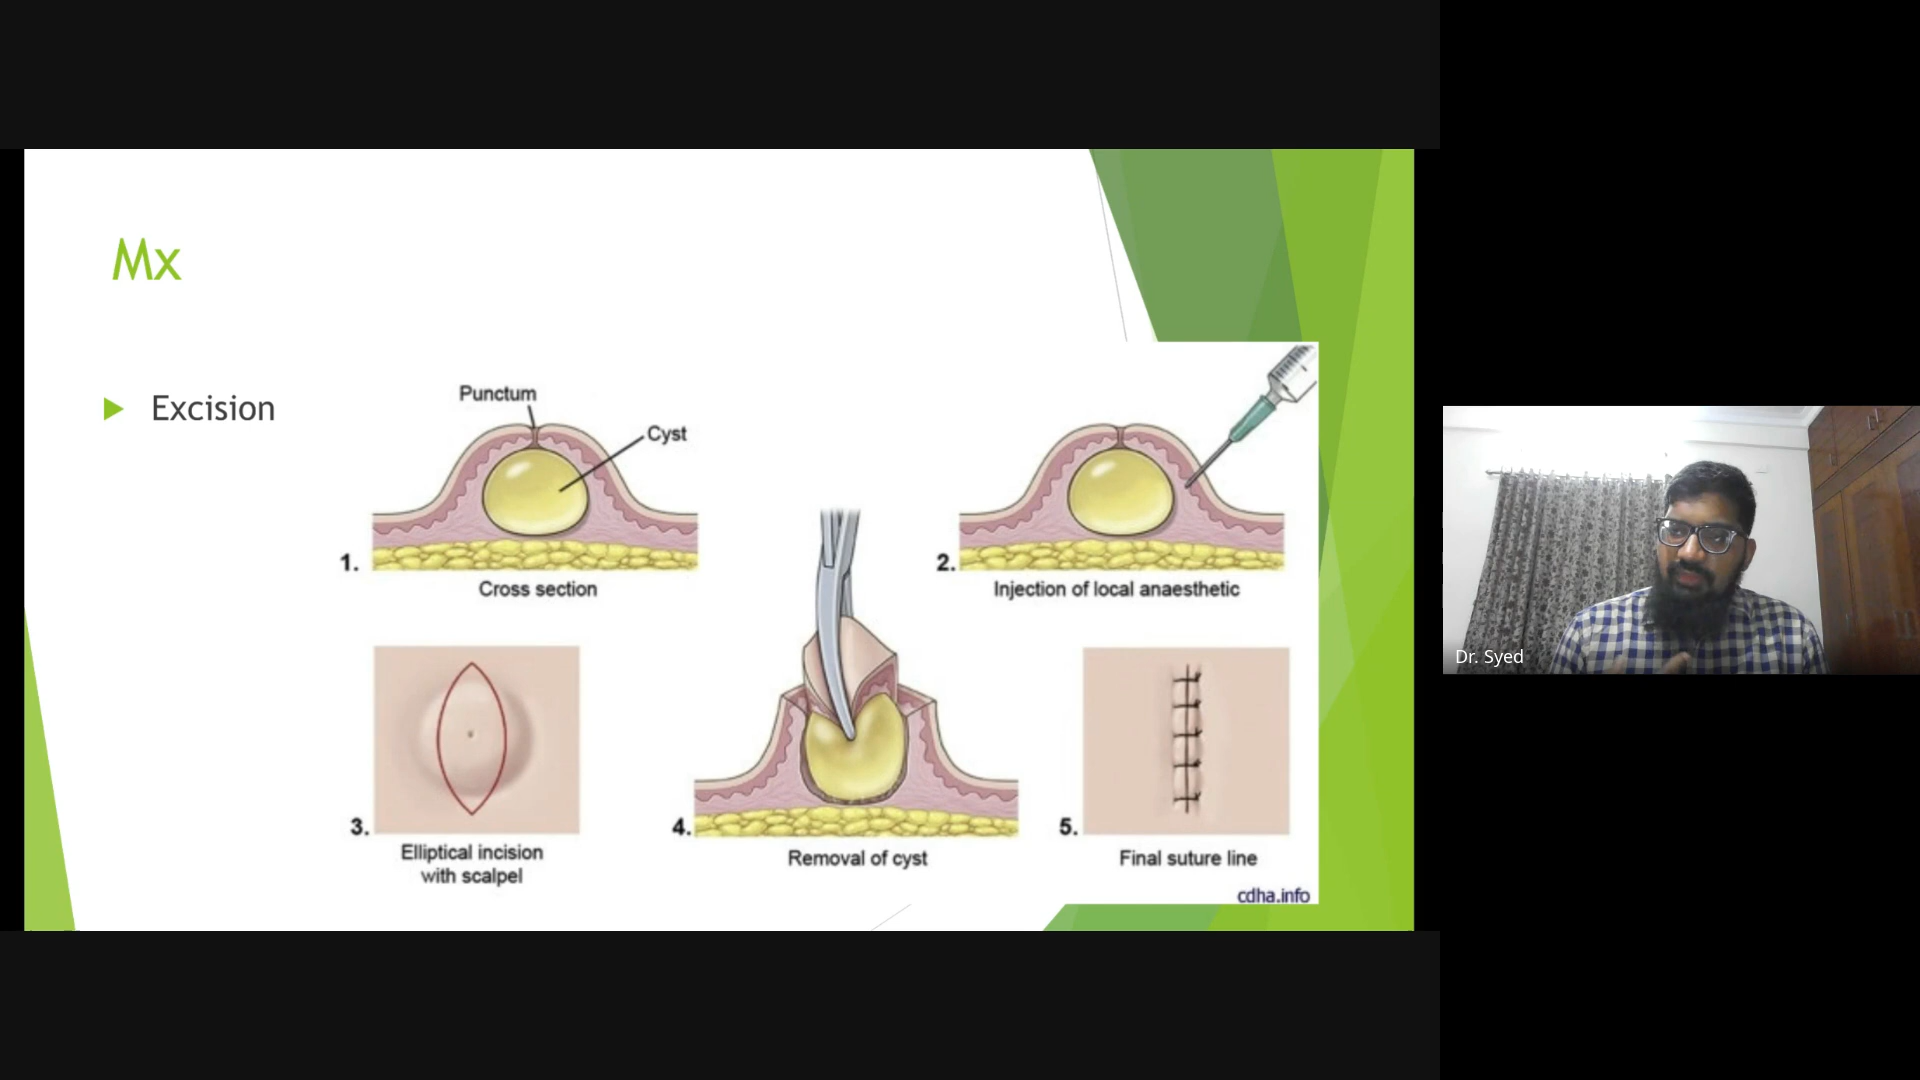 Mx
Excision
Punctum
Cyst
1.
Cross section
2.
Injection of local anaesthetic
3.
Elliptical incision
with scalpel
4.
Removal of cyst
5.
Final suture line
cdha.info
Dr. Syed